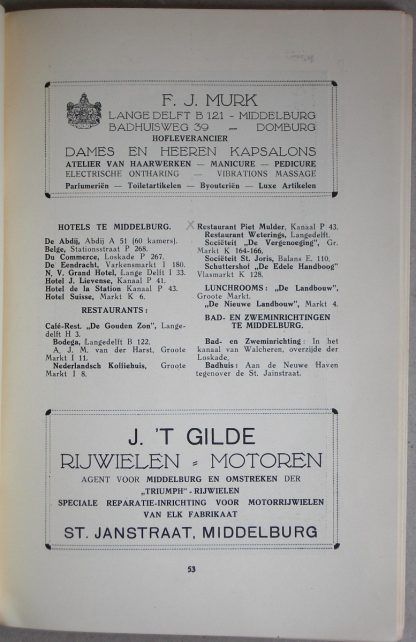 F. J. MURK
LANGE DELFT B 121 - MIDDELBURG
BADHUISWEG 39 — DOMBURG
HOFLEVERANCIER
DAMES EN HEEREN KAPSALONS
ATELIER VAN HAARWERKEN — MANICURE — PEDICURE
ELECTRISCHE ONTHARING — VIBRATIONS MASSAGE
Parfumeriën — Toiletartikelen — Byouteriën — Luxe Artikelen
HOTELS TE MIDDELBURG.
De Abdij, Abdij A 51 (60 kamers).
Belge, Stationsstraat P 268.
Du Commerce, Loskade P 267.
De Eendracht, Varkensmarkt I 180.
N. V. Grand Hotel, Lange Delft I 33.
Hotel J. Lievense, Kanaal P 41.
Hotel de la Station Kanaal P 43.
Hotel Suisse, Markt K 6.
RESTAURANTS:
Café-Rest. „De Gouden Zon", Lange-
delft H 3.
Bodega, Langedelft B 122.
A. J. M. van der Harst, Groote
Markt I 11.
Nederlandsch Koffiehuis, Groote
Markt I 8.
X Restaurant Piet Mulder, Kanaal P 43.
Restaurant Weterings, Langedelft.
Sociëteit „De Vergenoeging", Gr.
Markt K 164-166.
Sociëteit St. Joris, Balans E. 110.
Schuttershof „De Edele Handboog"
Vlasmarkt K 128.
LUNCHROOMS: „De Landbouw",
Groote Markt.
„De Nieuwe Landbouw", Markt 4.
BAD- EN ZWEMINRICHTINGEN
TE MIDDELBURG.
Bad- en Zweminrichting: In het
kanaal van Walcheren, overzijde der
Loskade.
Badhuis: Aan de Neuwe Haven
tegenover de St. Jainstraat.
J. 'T GILDE
RIJWIELEN - MOTOREN
AGENT VOOR MIDDELBURG EN OMSTREKEN DER
„TRIUMPH"-RIJWIELEN
SPECIALE REPARATIE-INRICHTING VOOR MOTORRIJWIELEN
VAN ELK FABRIKAAT
ST. JANSTRAAT, MIDDELBURG
53